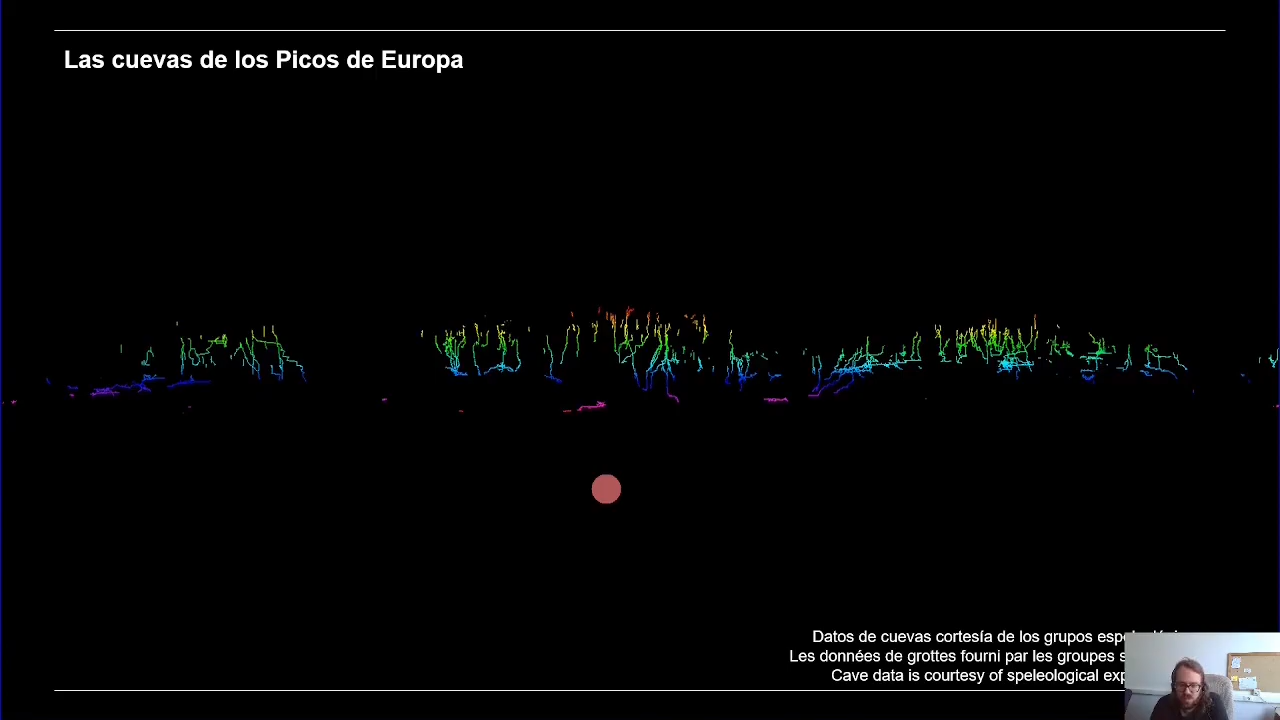 Las cuevas de los Picos de Europa
Datos de cuevas cortesía de los grupos
Les données de grottes fourni par les groupes
Cave data is courtesy of speleological